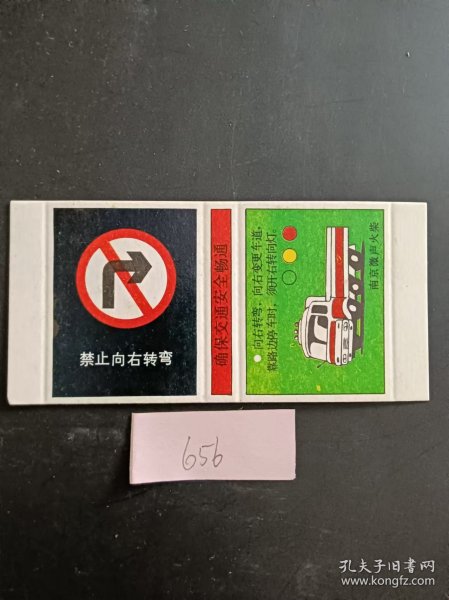 禁止向右转弯
确保交通安全畅通
向右转弯，向右变更车道，
靠路边停车时，须开右转向灯。
南京微声火柴
656
孔夫子旧书网
www.kongfz.com